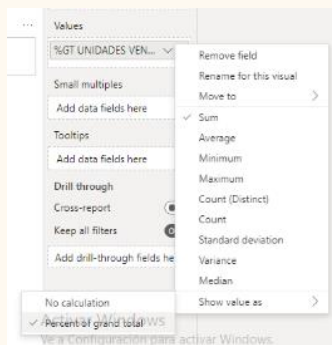 ...
Values
%GT UNIDADES VEN...
Small multiples
Add data fields here
Tooltips
Add data fields here
Drill through
Cross-report
Keep all filters
Add drill-through fields he
Remove field
Rename for this visual
Move to
Sum
Average
Minimum
Maximum
Count (Distinct)
Count
Standard deviation
Variance
Median
Show value as
No calculation
Percent of grand total
Activar Windows
Ve a Configuración para activar Windows.